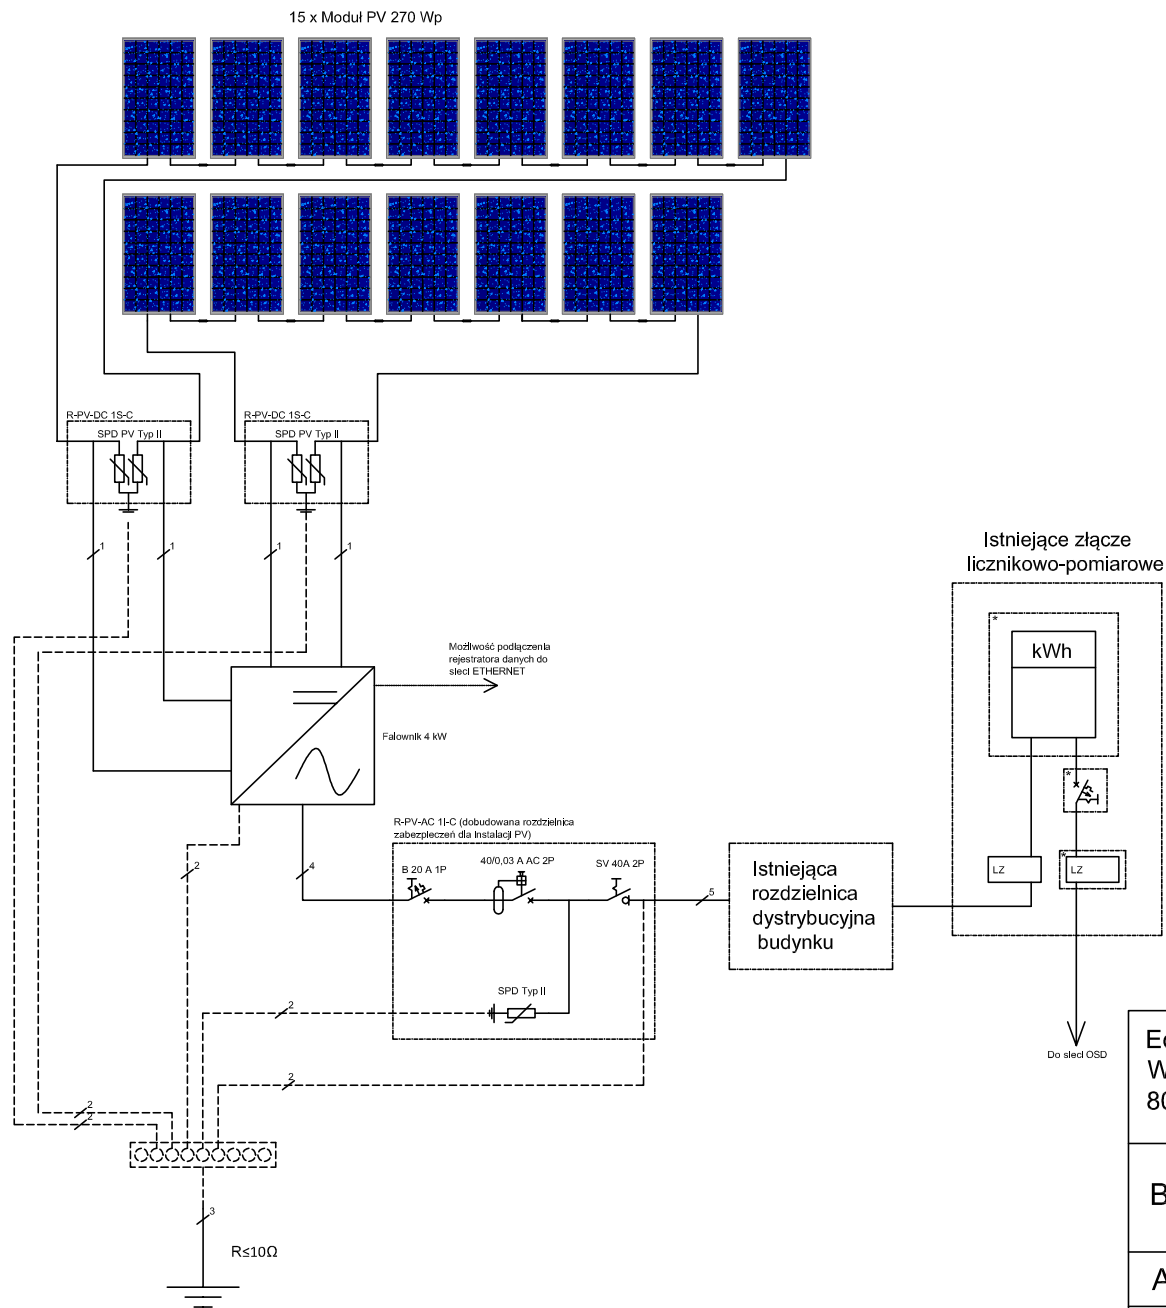 15 x Moduł PV 270 Wp
R-PV-DC 1S-C
SPD PV Typ II
R-PV-DC 1S-C
SPD PV Typ II
1
1
1
1
Istniejące złącze
licznikowo-pomiarowe
*
kWh
Możliwość podłączenia
rejestratora danych do
sieci ETHERNET
Falownik 4 kW
*
R-PV-AC 1I-C (dobudowana rozdzielnica
zabezpieczeń dla Instalacji PV)
2
4
B 20 A 1P
40/0,03 A AC 2P
SV 40A 2P
5
Istniejąca
rozdzielnica
dystrybucyjna
budynku
LZ
*
LZ
SPD Typ II
2
2
Do sieci OSD
2
2
3
R≤10Ω
W
80
B
A